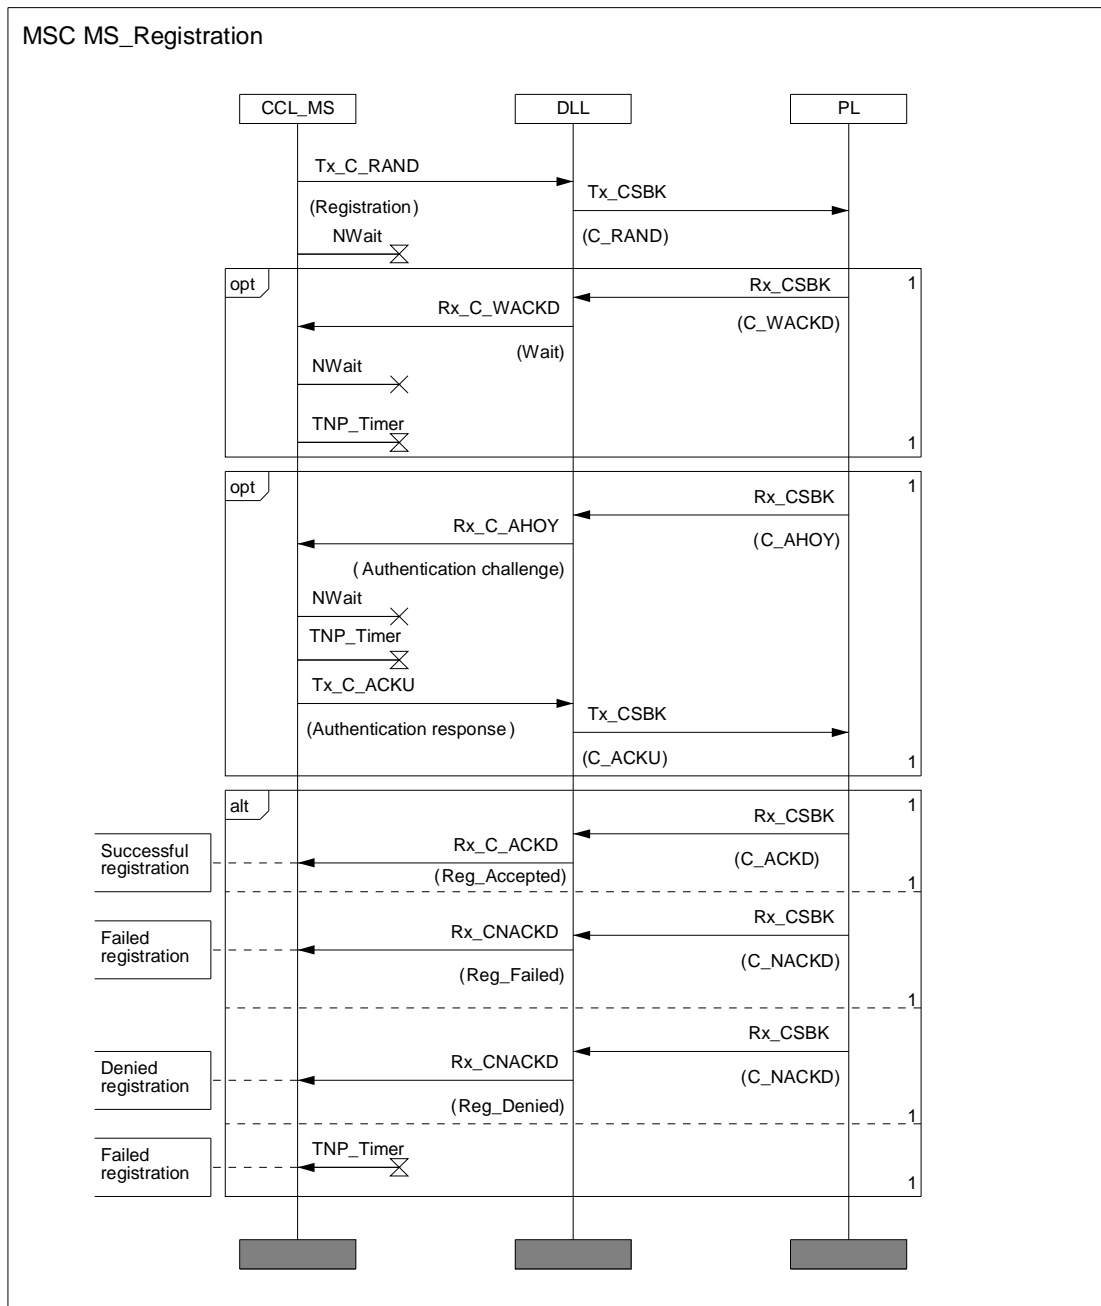 MSC MS_Registration
CCL_MS
DLL
PL
Tx_C_RAND
(Registration)
Tx_CSBK
(C_RAND)
NWait
opt
1
Rx_CSBK
(C_WACKD)
Rx_C_WACKD
(Wait)
NWait
TNP_Timer
1
opt
1
Rx_CSBK
(C_AHOY)
Rx_C_AHOY
(Authentication challenge)
NWait
TNP_Timer
Tx_C_ACKU
(Authentication response)
Tx_CSBK
(C_ACKU)
1
alt
1
Rx_CSBK
(C_ACKD)
Rx_C_ACKD
(Reg_Accepted)
Successful
registration
1
Rx_CSBK
(C_NACKD)
Rx_CNACKD
(Reg_Failed)
Failed
registration
1
Rx_CSBK
(C_NACKD)
Rx_CNACKD
(Reg_Denied)
Denied
registration
1
TNP_Timer
Failed
registration
1